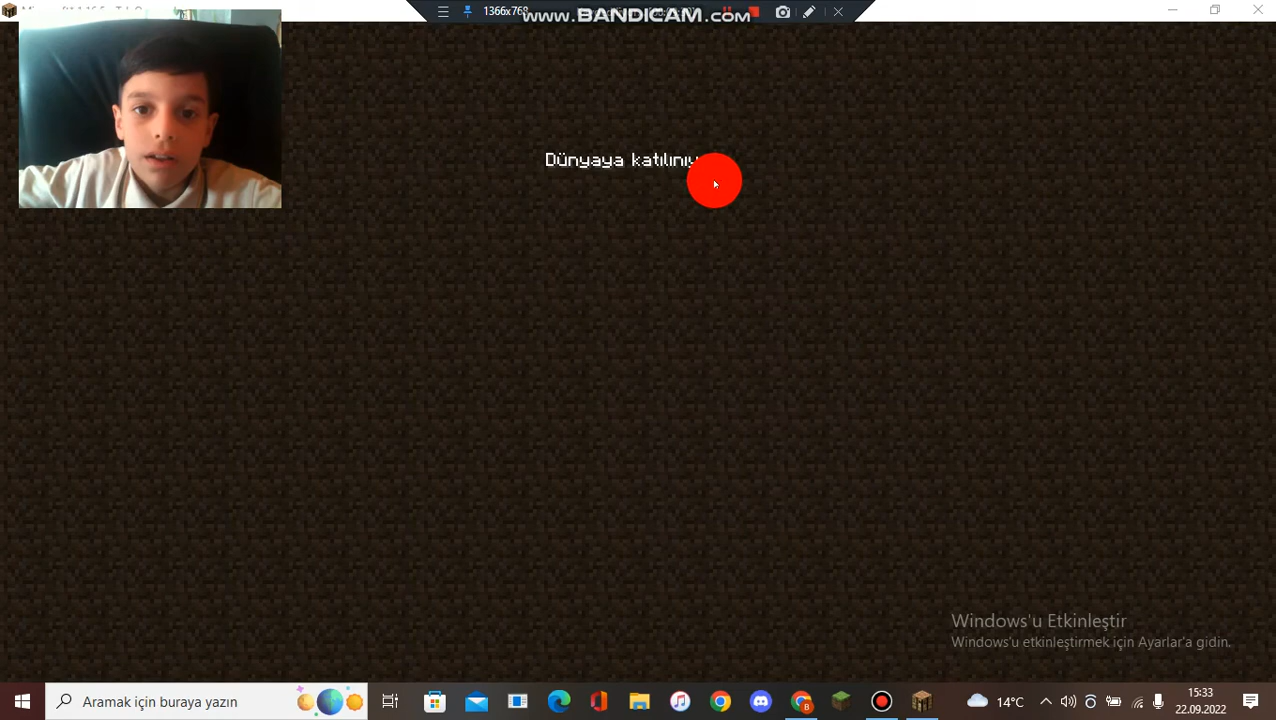 1366x768
www.BANDICAM.com
Dünyaya katılınıy
Windows'u Etkinleştir
Windows'u etkinleştirmek için Ayarlar'a gidin.
Aramak için buraya yazın
14°C
15:33
22.09.2022